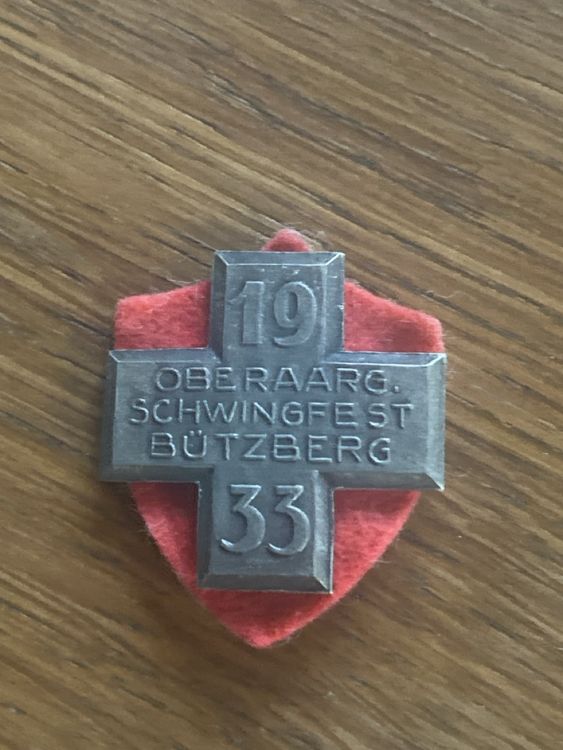 19
OBERAARG.
SCHWINGFEST
BÜTZBERG
33